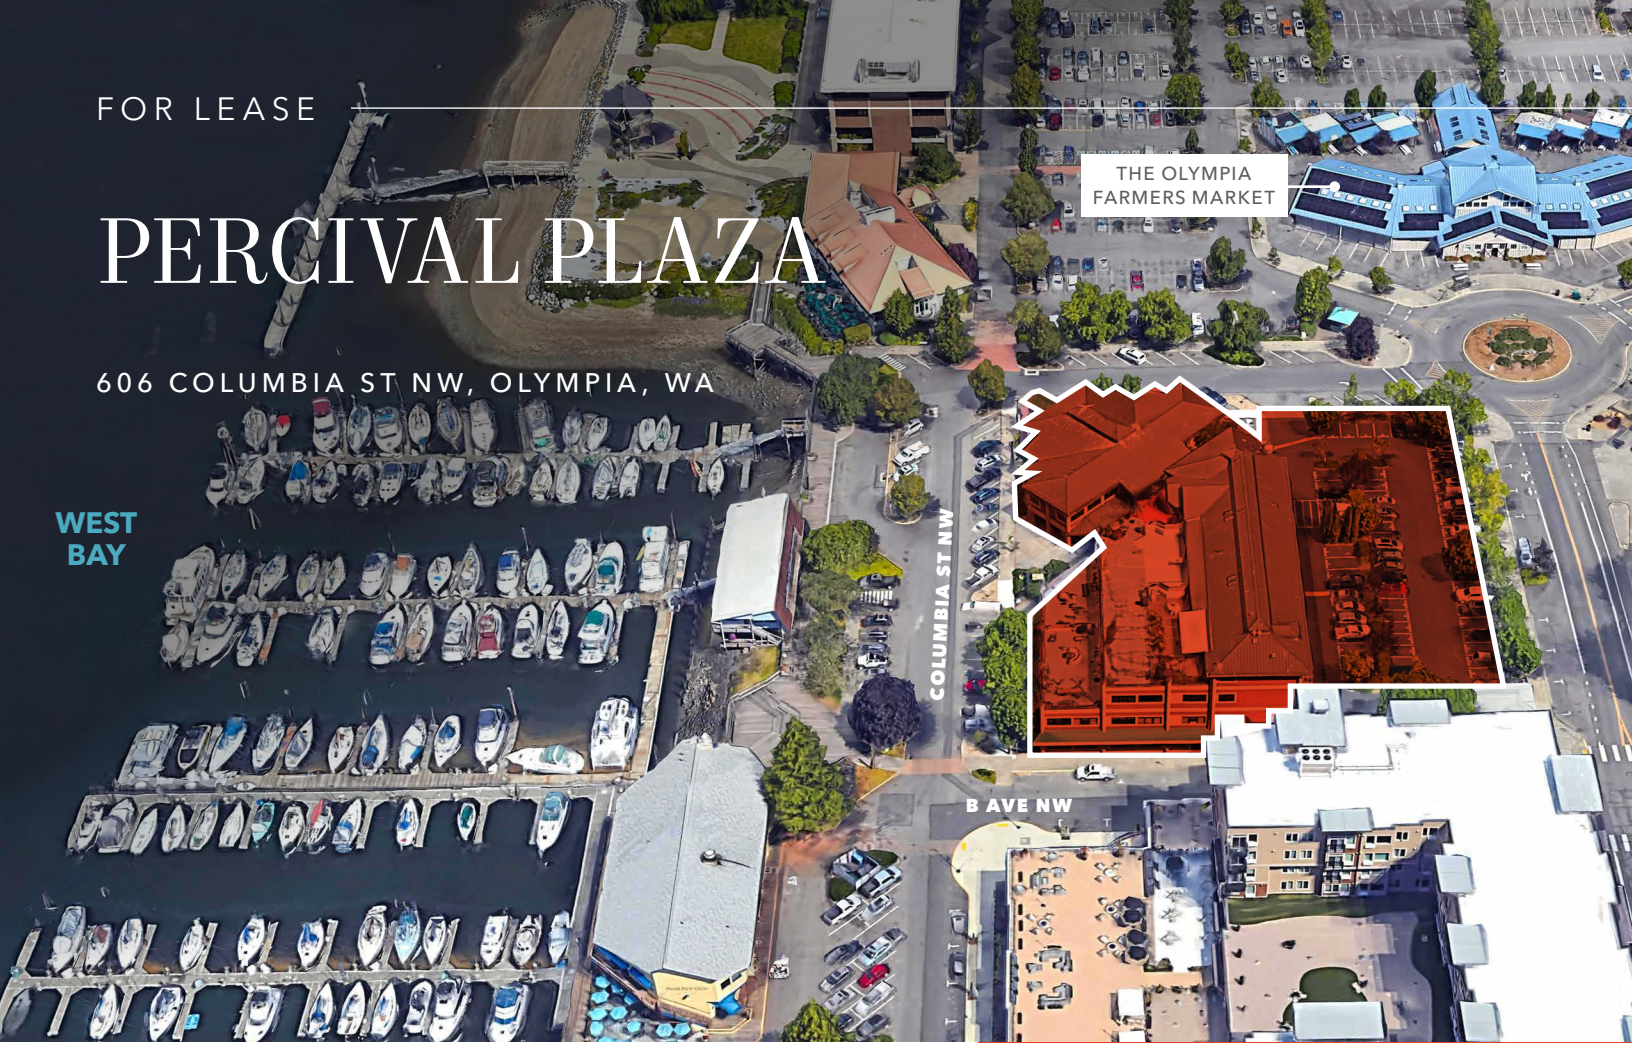 FOR LEASE
PERCIVAL PLAZA
THE OLYMPIA
FARMERS MARKET
606 COLUMBIA ST NW, OLYMPIA, WA
WEST
BAY
COLUMBIA ST NW
B AVE NW